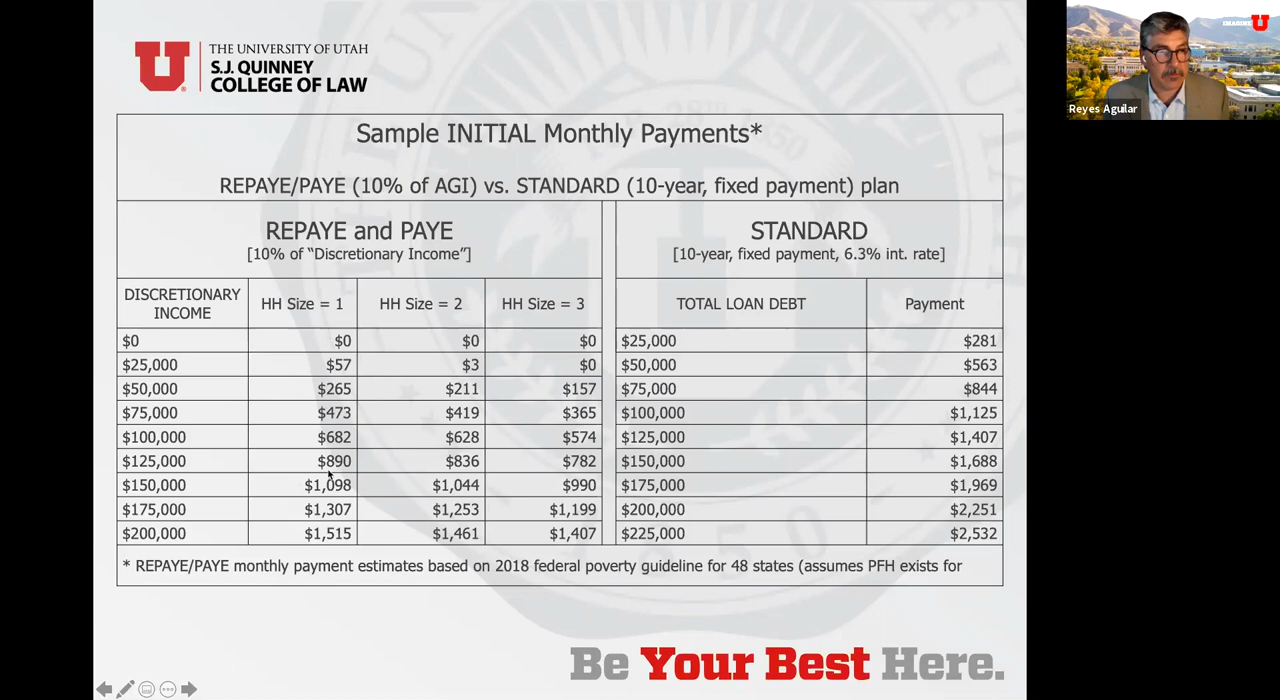 THE UNIVERSITY OF UTAH
S.J. QUINNEY
COLLEGE OF LAW
Sample INITIAL Monthly Payments*
REPAYE/PAYE (10% of AGI) vs. STANDARD (10-year, fixed payment) plan
REPAYE and PAYE
[10% of “Discretionary Income”]
STANDARD
[10-year, fixed payment, 6.3% int. rate]
DISCRETIONARY INCOME HH Size = 1 HH Size = 2 HH Size = 3 TOTAL LOAN DEBT Payment
$0 $0 $0 $0 $25,000 $281
$25,000 $57 $3 $0 $50,000 $563
$50,000 $265 $211 $157 $75,000 $844
$75,000 $473 $419 $365 $100,000 $1,125
$100,000 $682 $628 $574 $125,000 $1,407
$125,000 $890 $836 $782 $150,000 $1,688
$150,000 $1,098 $1,044 $990 $175,000 $1,969
$175,000 $1,307 $1,253 $1,199 $200,000 $2,251
$200,000 $1,515 $1,461 $1,407 $225,000 $2,532
* REPAYE/PAYE monthly payment estimates based on 2018 federal poverty guideline for 48 states (assumes PFH exists for
Be Your Best Here.
IMAGINE U
Reyes Aguilar